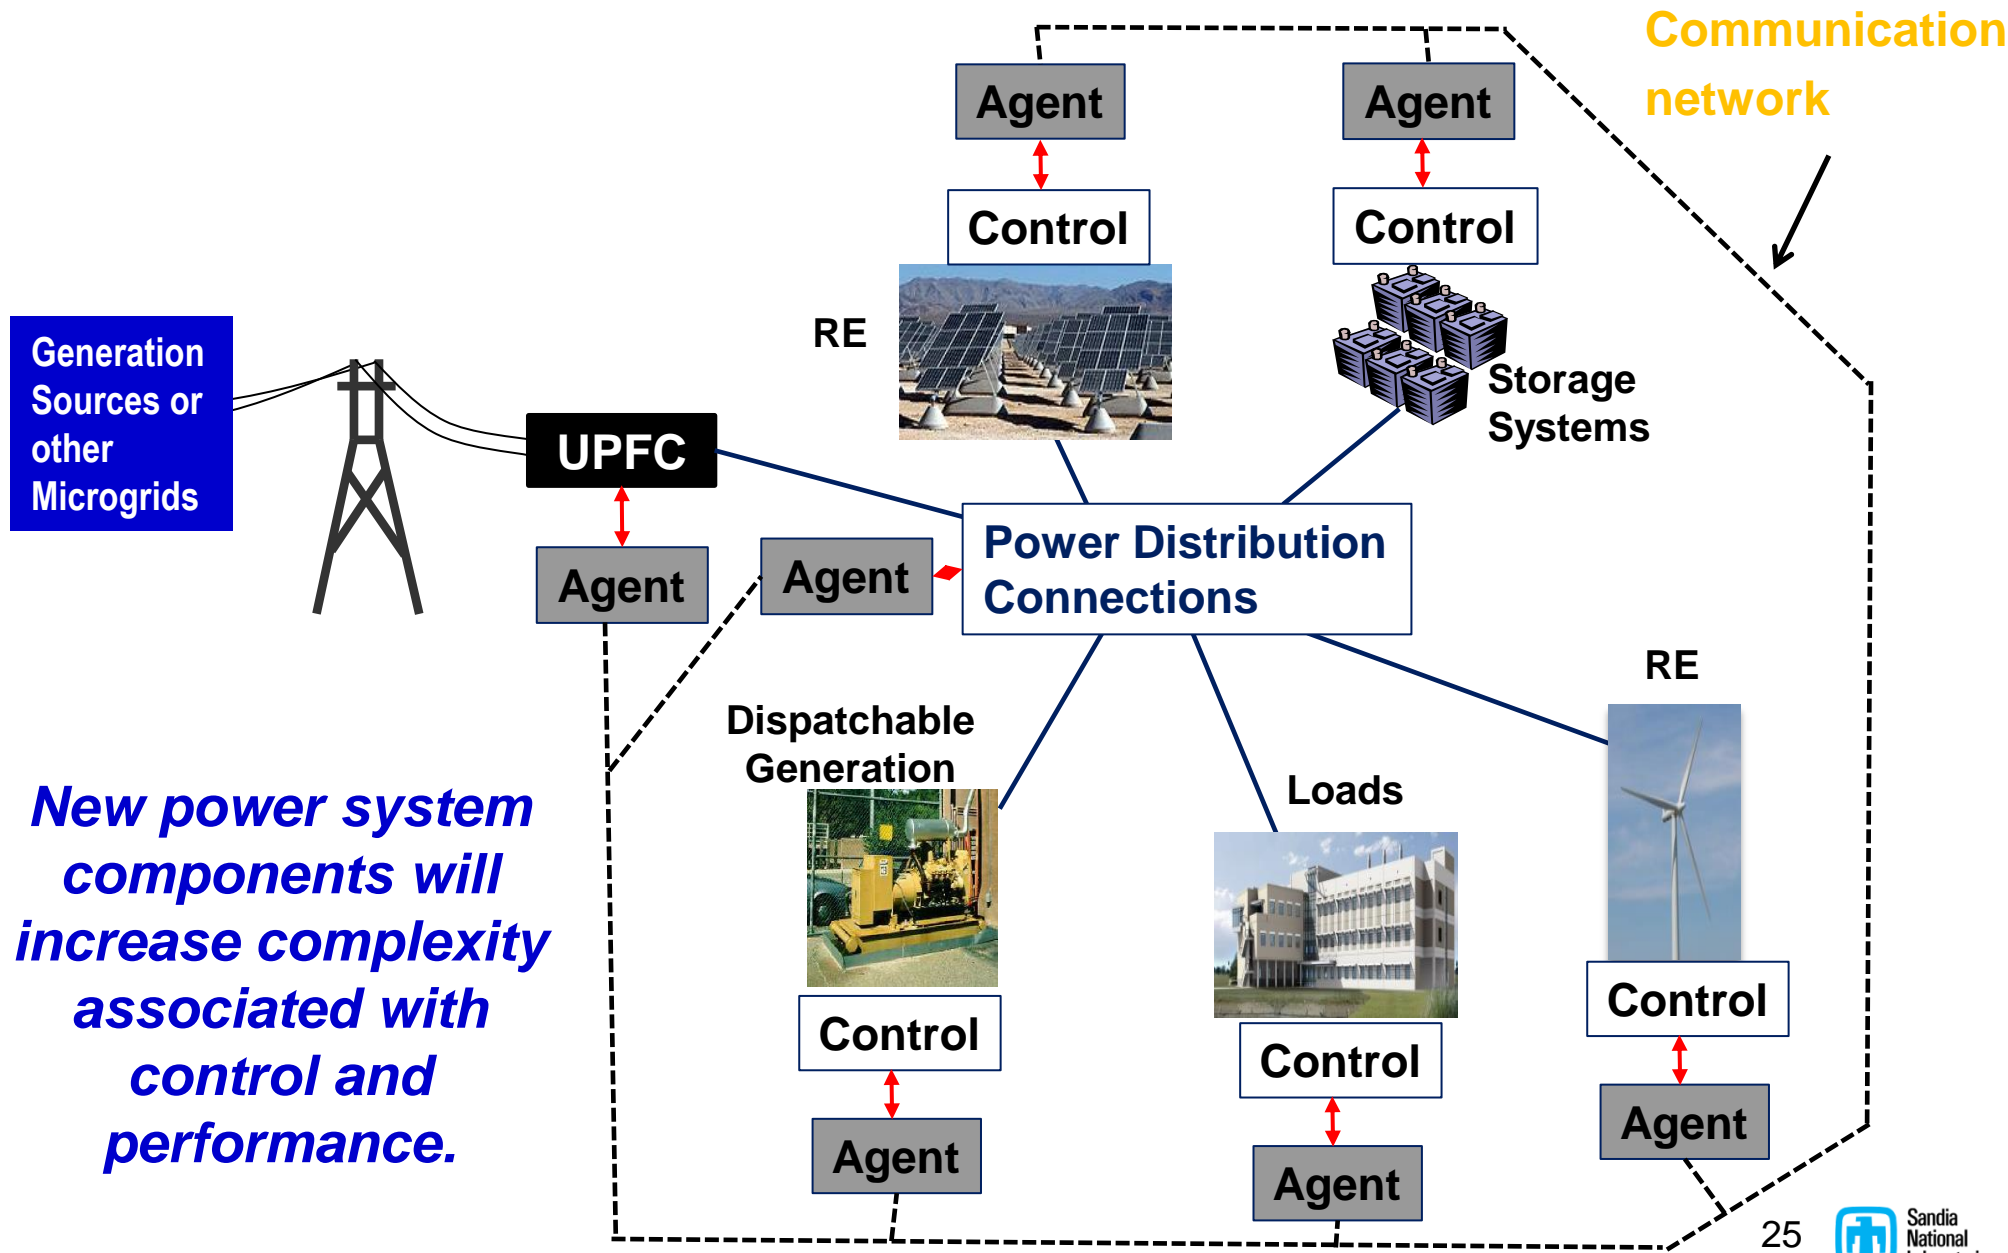 Communication
network
Agent
Agent
Control
Control
RE
Generation
Sources or
other
Microgrids
Storage
Systems
UPFC
Power Distribution
Connections
Agent
Agent
RE
Dispatchable
Generation
Loads
New power system
components will
increase complexity
associated with
control and
performance.
Control
Control
Control
Agent
Agent
Agent
25
Sandia
National